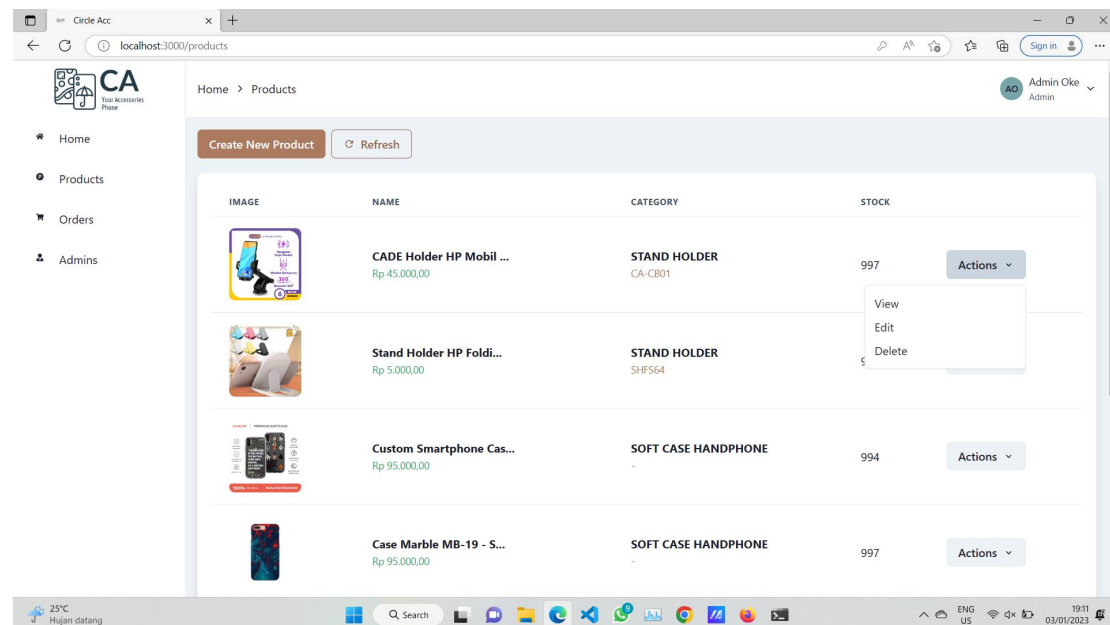 Circle Acc
localhost:3000/products
Sign in
CA
Your Accessories
Phone
Home > Products
AO
Admin Oke
Admin
Home
Products
Orders
Admins
Create New Product
Refresh
IMAGE NAME CATEGORY STOCK
CADE Holder HP Mobil ...
Rp 45.000,00
STAND HOLDER
CA-CB01
997
Actions
View
Edit
Delete
Stand Holder HP Foldi...
Rp 5.000,00
STAND HOLDER
SHFS64
9
Custom Smartphone Cas...
Rp 95.000,00
SOFT CASE HANDPHONE
-
994
Actions
Case Marble MB-19 - S...
Rp 95.000,00
SOFT CASE HANDPHONE
-
997
Actions
25°C
Hujan datang
Search
9
ENG
US
19:11
03/01/2023